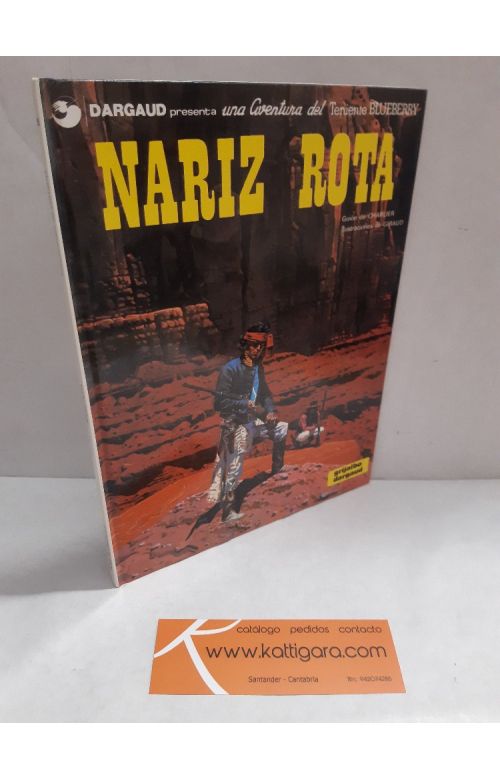 DARGAUD presenta una Aventura del Teniente BLUEBERRY
NARIZ ROTA
Guión de CHARLIER
Ilustraciones de GIRAUD
grijalbo
dargaud
catálogo pedidos contacto
www.kattigara.com
Santander - Cantabria